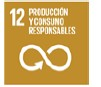 12 PRODUCCIÓN
Y CONSUMO
RESPONSABLES